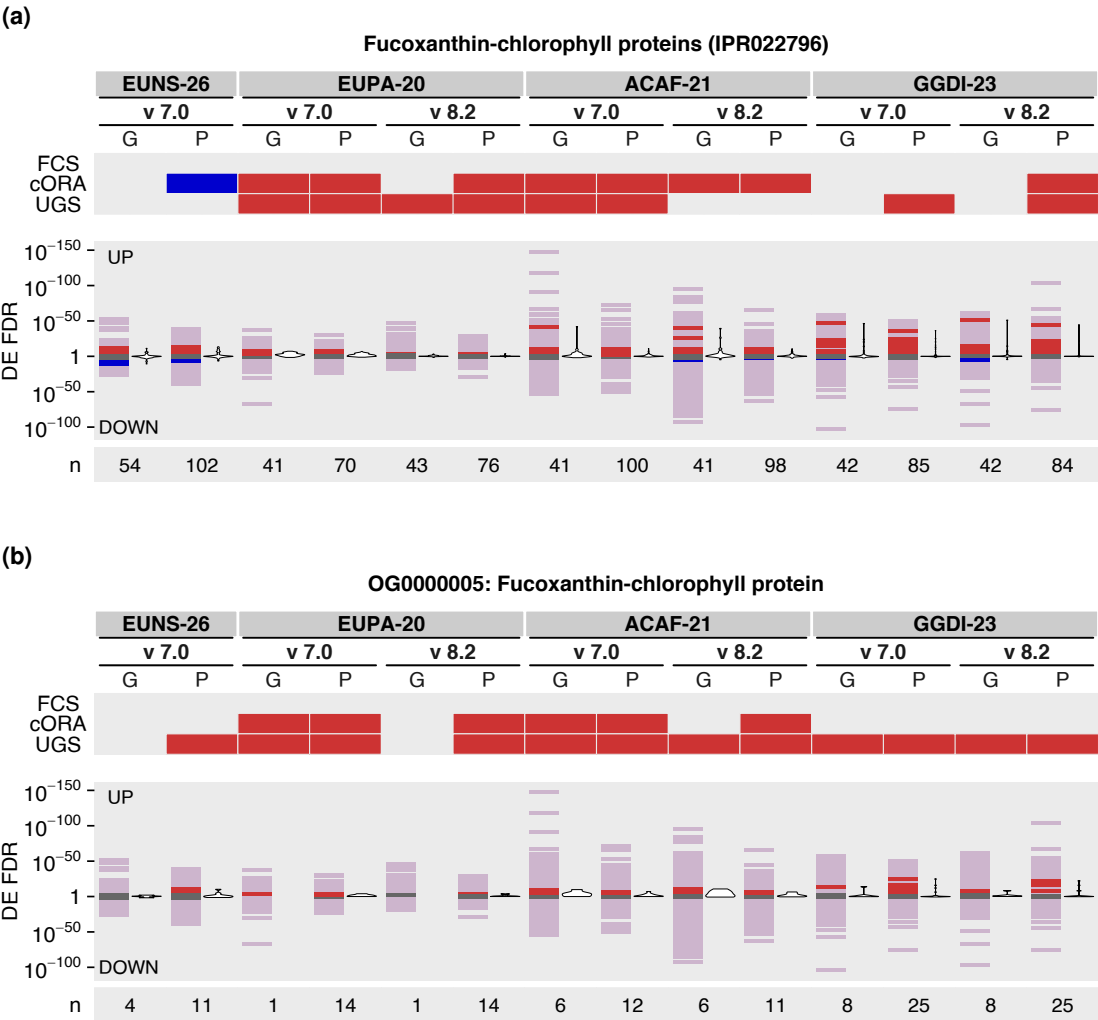 (a)
Fucoxanthin-chlorophyll proteins (IPR022796)
EUNS-26 EUPA-20 ACAF-21 GGDI-23
v 7.0 v 7.0 v 8.2 v 7.0 v 8.2 v 7.0 v 8.2
G P G P G P G P G P G P G P
FCS
cORA
UGS
10−150
UP
10−100
10−50
1
10−50
10−100
DOWN
DE FDR
n 54 102 41 70 43 76 41 100 41 98 42 85 42 84
(b)
OG0000005: Fucoxanthin-chlorophyll protein
EUNS-26 EUPA-20 ACAF-21 GGDI-23
v 7.0 v 7.0 v 8.2 v 7.0 v 8.2 v 7.0 v 8.2
G P G P G P G P G P G P G P
FCS
cORA
UGS
10−150
UP
10−100
10−50
1
10−50
10−100
DOWN
DE FDR
n 4 11 1 14 1 14 6 12 6 11 8 25 8 25